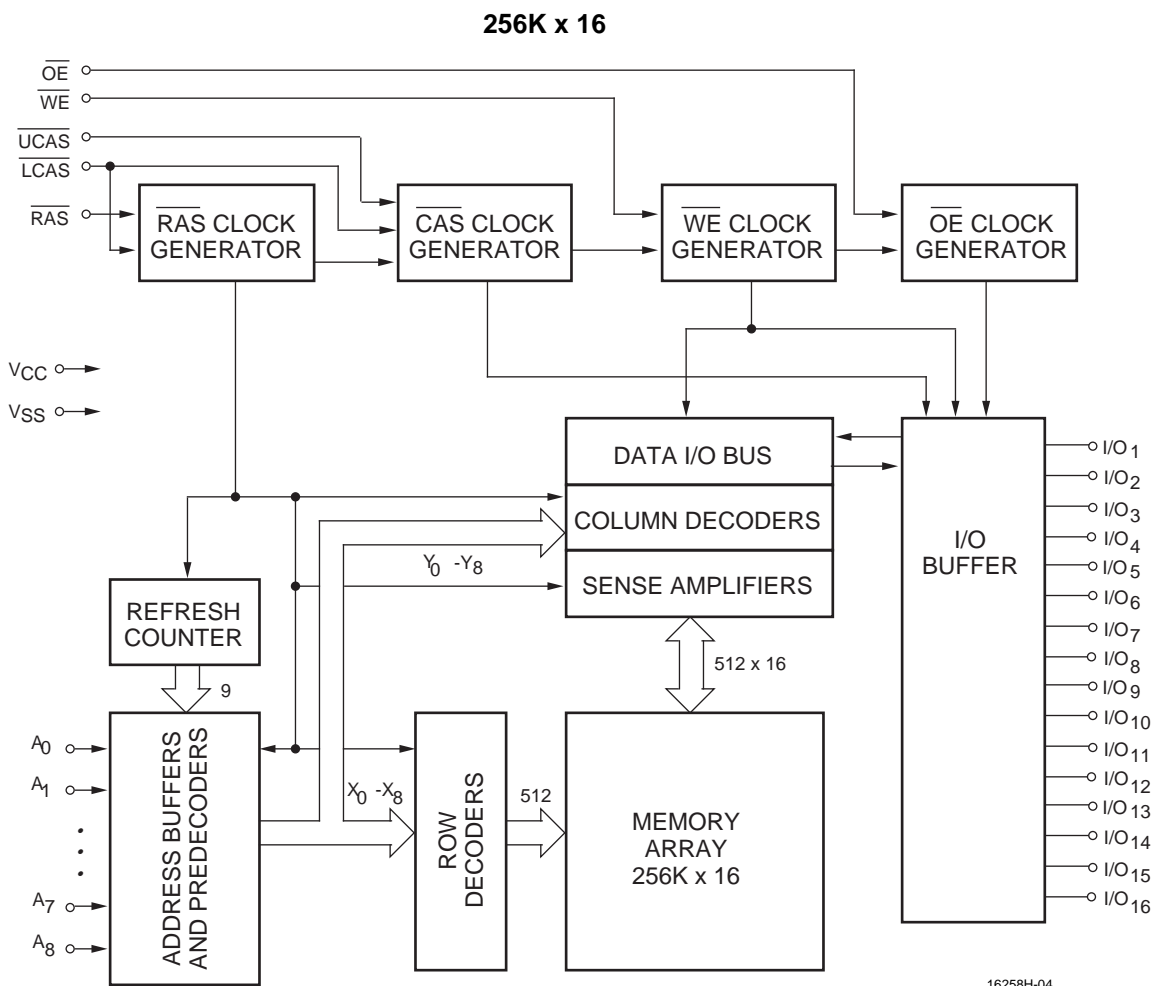 256K x 16
OE
WE
UCAS
LCAS
RAS
RAS CLOCK
GENERATOR
CAS CLOCK
GENERATOR
WE CLOCK
GENERATOR
OE CLOCK
GENERATOR
VCC
VSS
DATA I/O BUS
COLUMN DECODERS
SENSE AMPLIFIERS
Y0 -Y8
I/O
BUFFER
I/O1
I/O2
I/O3
I/O4
I/O5
I/O6
I/O7
I/O8
I/O9
I/O10
I/O11
I/O12
I/O13
I/O14
I/O15
I/O16
REFRESH
COUNTER
9
512 x 16
A0
A1
A7
A8
ADDRESS BUFFERS
AND PREDECODERS
X0 -X8
ROW
DECODERS
512
MEMORY
ARRAY
256K x 16
16258H-04